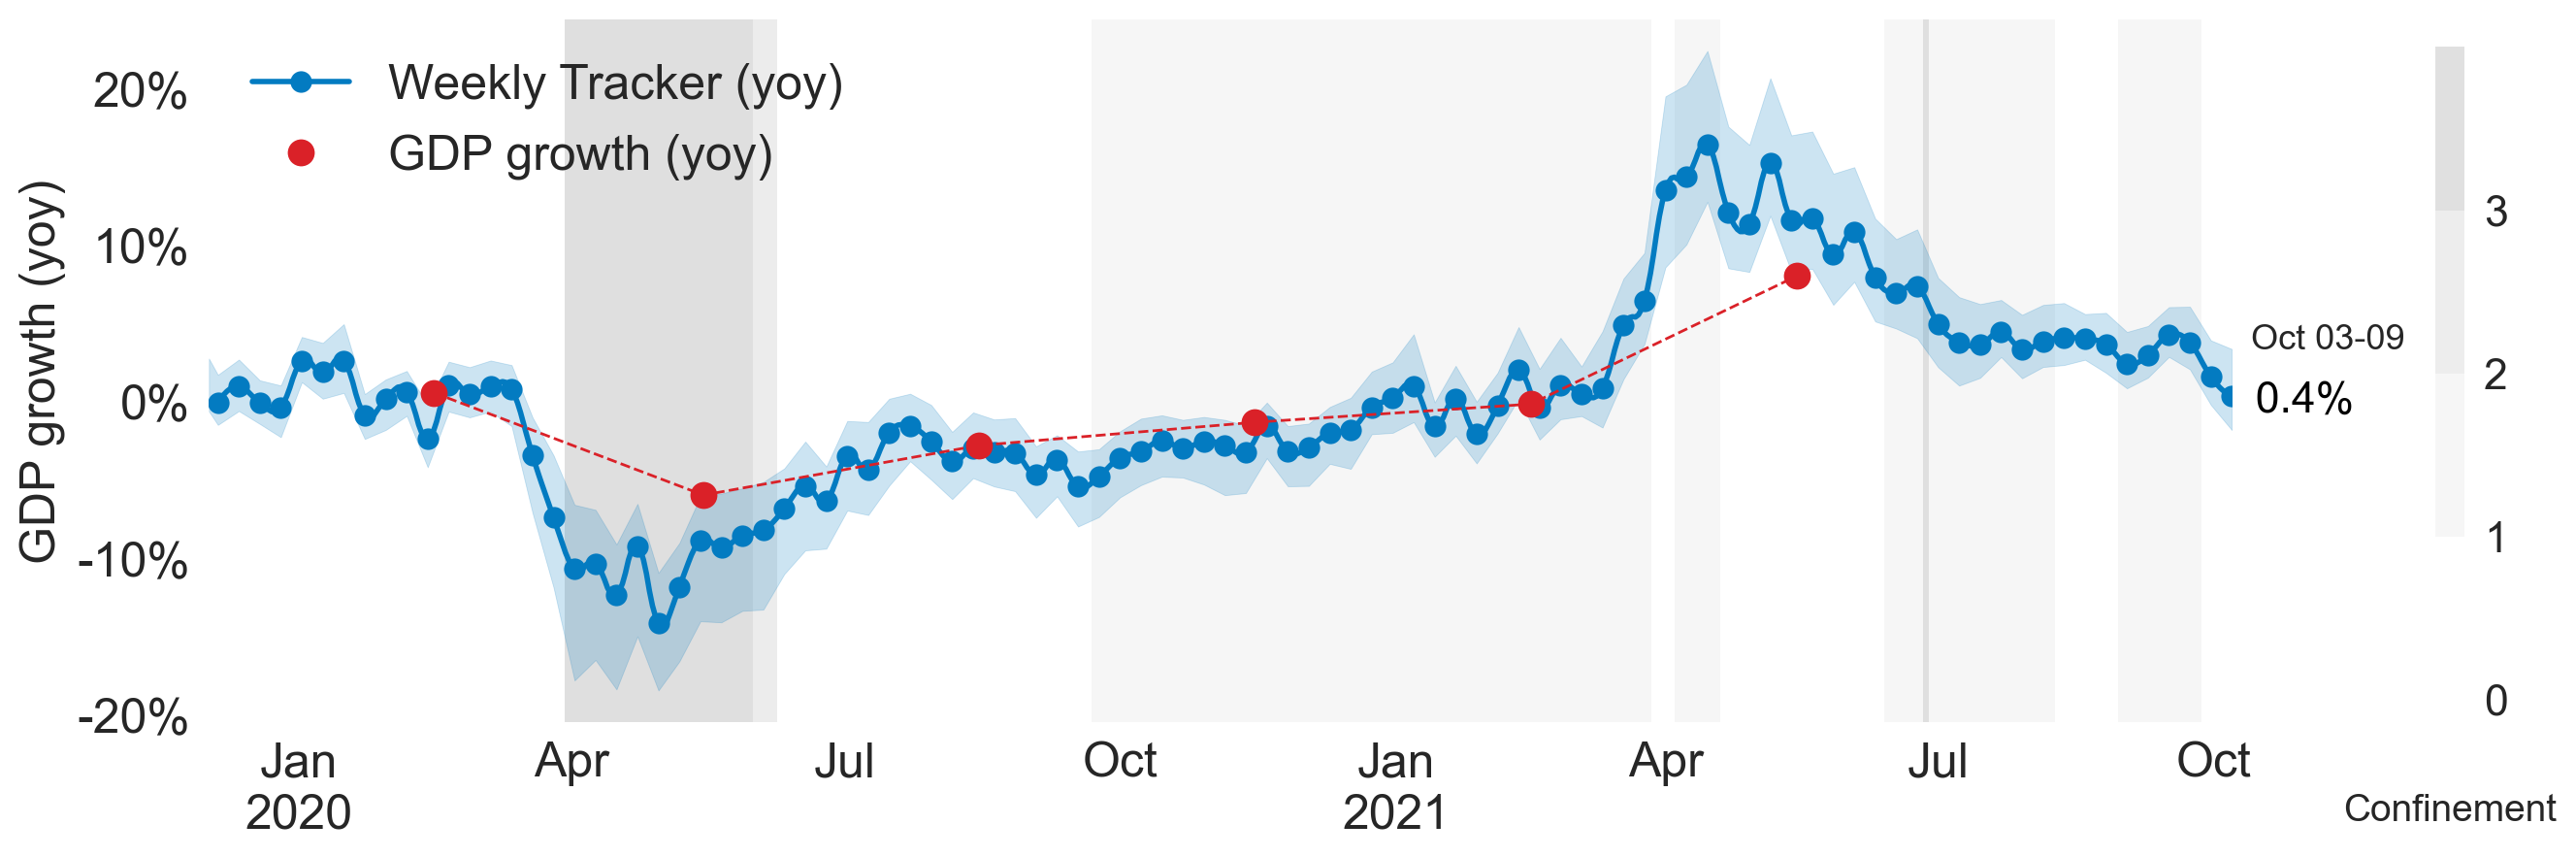 Weekly Tracker (yoy)
GDP growth (yoy)
GDP growth (yoy)
20%
10%
0%
-10%
-20%
Jan
2020
Apr
Jul
Oct
Jan
2021
Apr
Jul
Oct
Oct 03-09
0.4%
3
2
1
0
Confinement